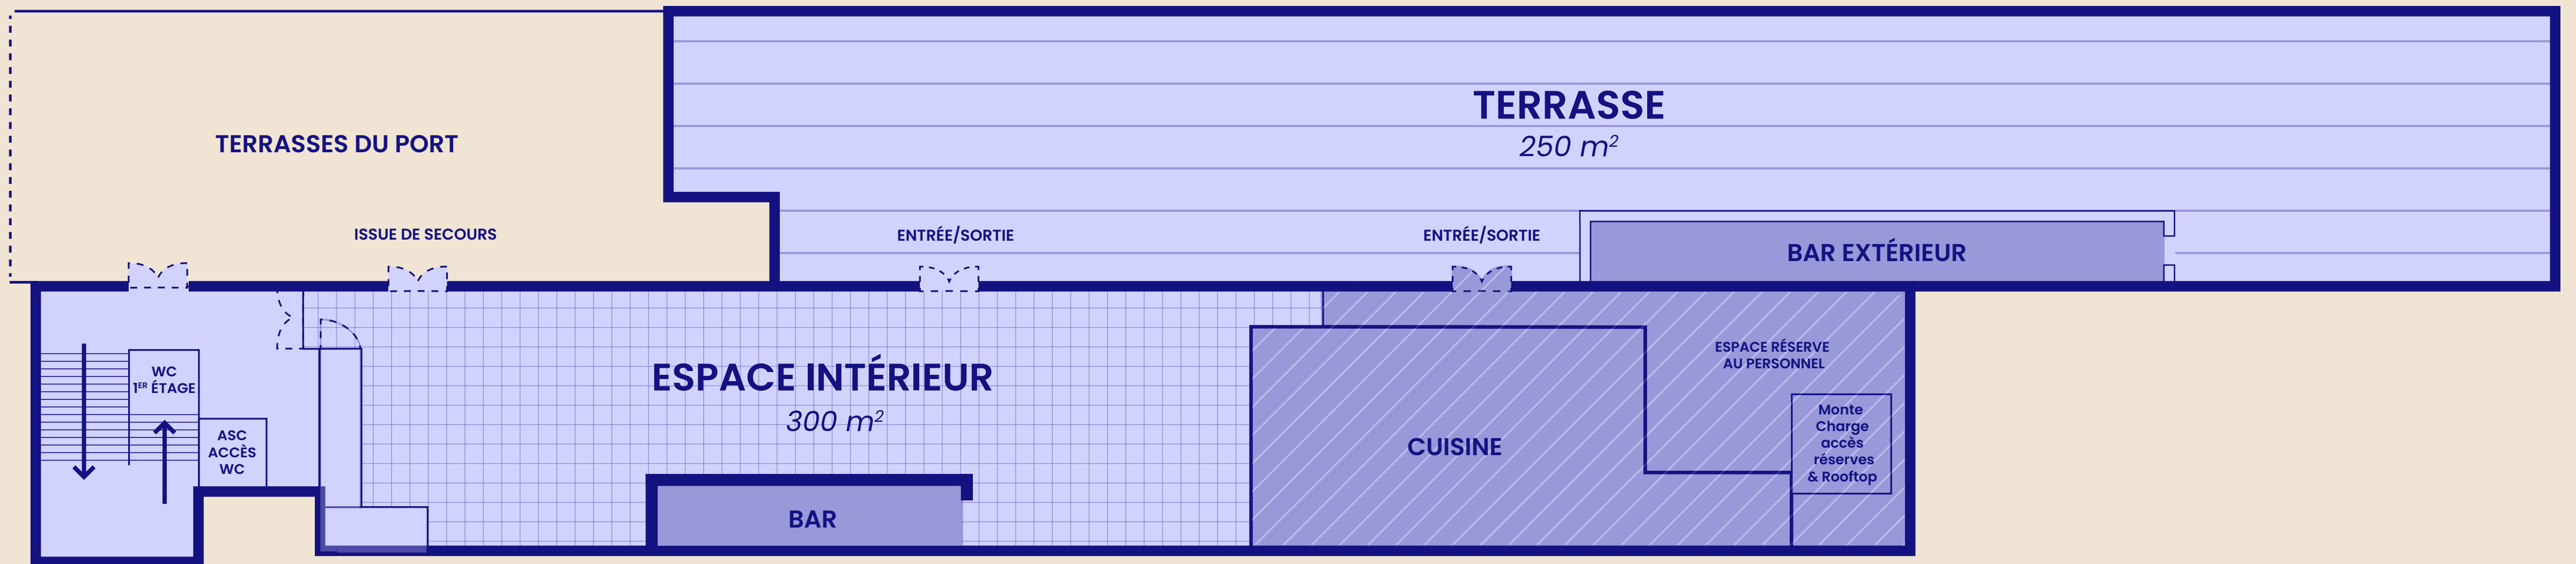 TERRASSES DU PORT
ISSUE DE SECOURS
TERRASSE
250 m²
ENTRÉE/SORTIE
ENTRÉE/SORTIE
BAR EXTÉRIEUR
WC
1ER ÉTAGE
ASC
ACCÈS
WC
ESPACE INTÉRIEUR
300 m²
BAR
CUISINE
ESPACE RÉSERVE
AU PERSONNEL
Monte
Charge
accès
réserves
& Rooftop